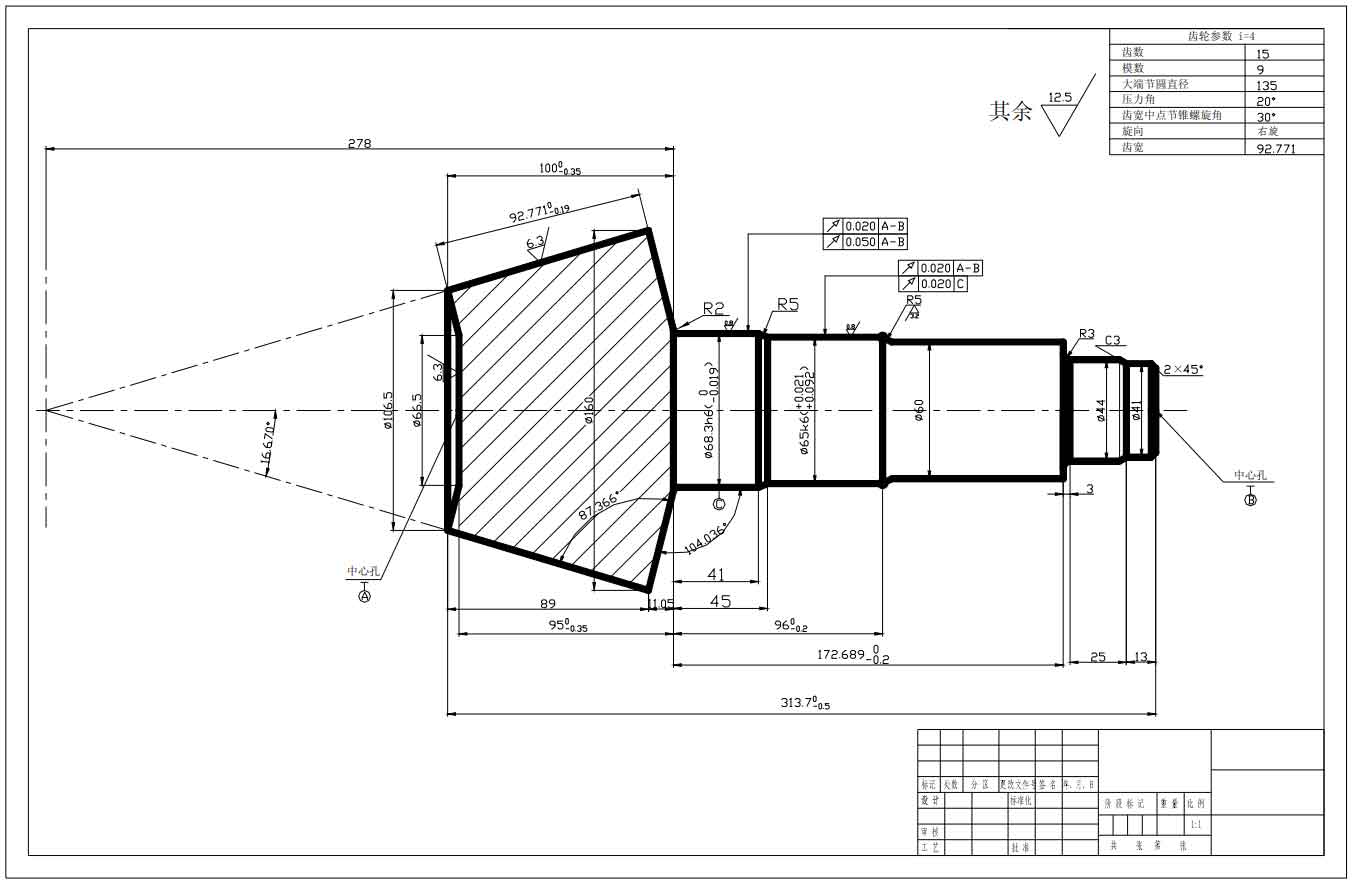 齿轮参数 i=4
齿数 15
模数 9
大端节圆直径 135
压力角 20°
齿宽中点节锥螺旋角 30°
旋向 右旋
齿宽 92.771
其余 12.5
278
100 0 -0.35
92.771 0 -0.19
6.3
0.020 A-B
0.050 A-B
0.020 A-B
0.020 C
R2
0.8
R5
0.8
R5
3.2
R3
C3
2×45°
6.3
ø106.5
ø66.5
ø160
ø68.3h6( 0 -0.019)
ø65k6(+0.021 +0.092)
ø60
ø44
ø41
16.670°
中心孔
B
3
C
87.366°
104.036°
中心孔
A
41
89
11.05
45
95 0 -0.35
96 0 -0.2
172.689 0 -0.2
25
13
313.7 0 -0.5
标记 处数 分 区 更改文件号 签 名 年、月、日
设 计 标准化
阶 段 标 记 重 量 比 例
1:1
审 核
工 艺 批 准
共 张 第 张